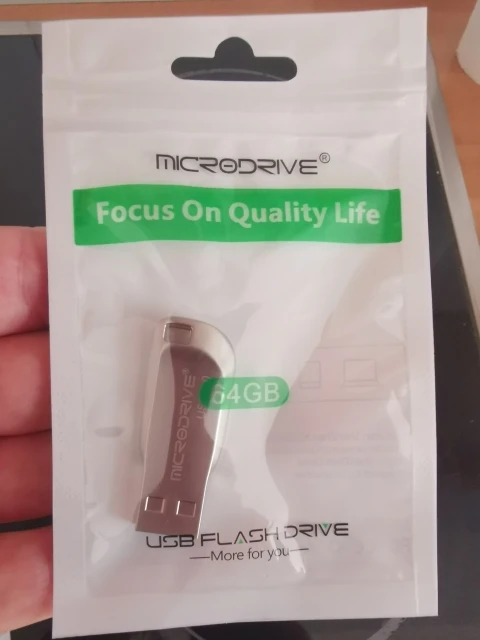 MICRODRIVE®
Focus On Quality Life
64GB
MICRODRIVE®
USB FLASH DRIVE
—More for you—